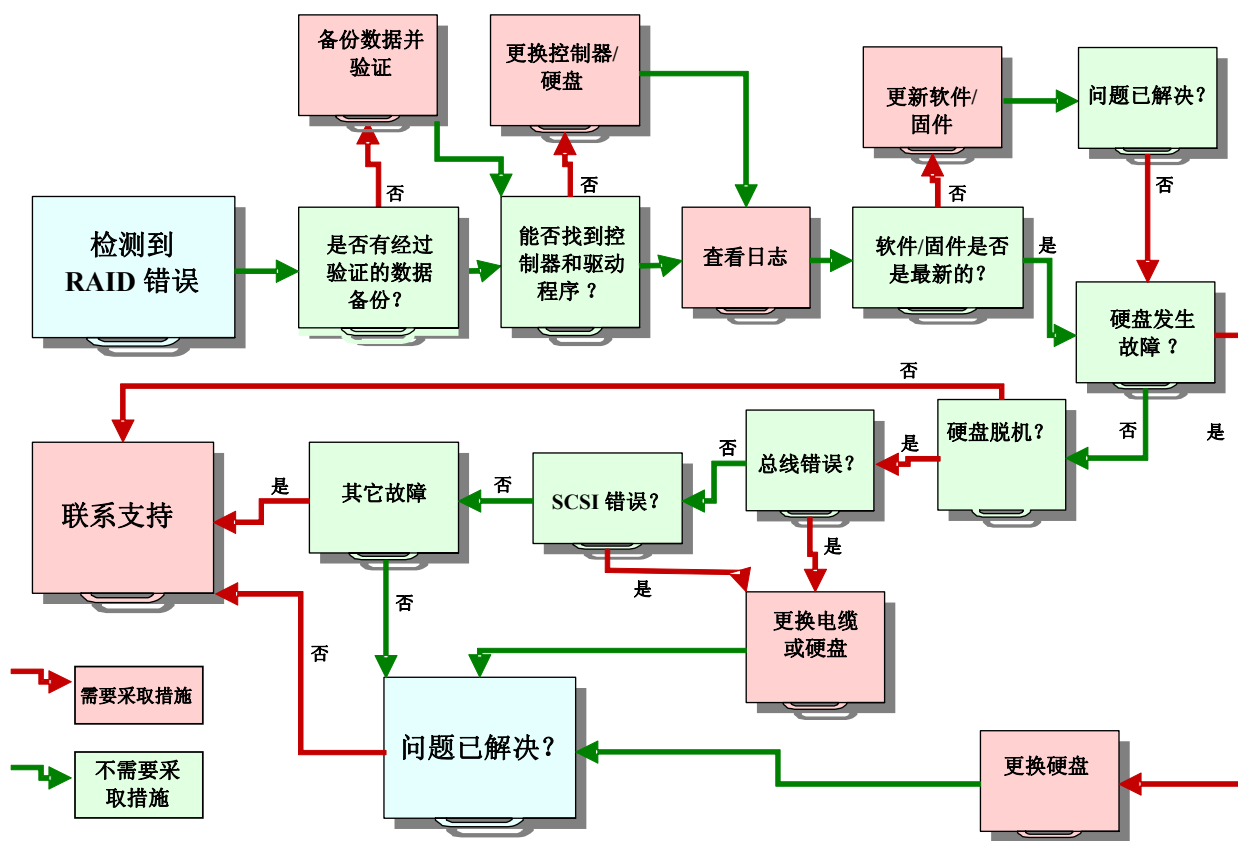 备份数据并
验证
更换控制器/
硬盘
更新软件/
固件
问题已解决？
否
否
否
否
检测到
RAID 错误
是否有经过
验证的数据
备份？
能否找到控
制器和驱动
程序 ？
查看日志
软件/固件是否
是最新的？
是
硬盘发生
故障 ？
否
否
是
硬盘脱机？
是
总线错误？
否
SCSI 错误？
否
其它故障
是
联系支持
是
是
否
更换电缆
或硬盘
否
问题已解决？
更换硬盘
需要采取措施
不需要采
取措施